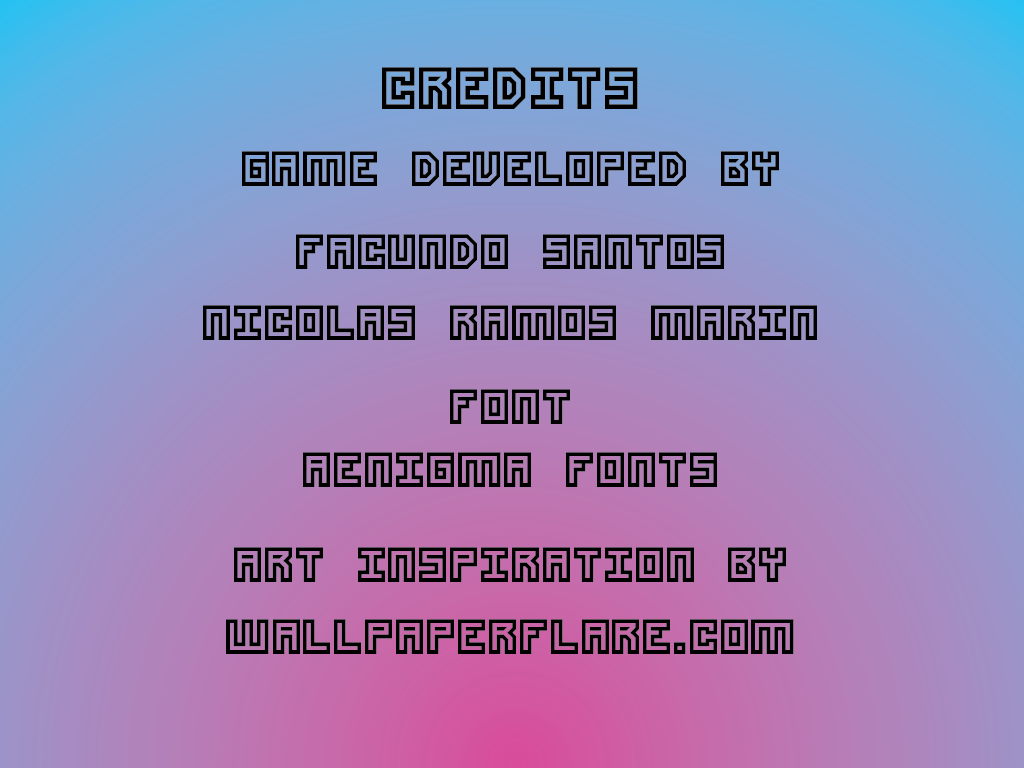 CREDITS
GAME DEVELOPED BY
FACUNDO SANTOS
NICOLAS RAMOS MARIN
FONT
AENIGMA FONTS
ART INSPIRATION BY
WALLPAPERFLARE.COM